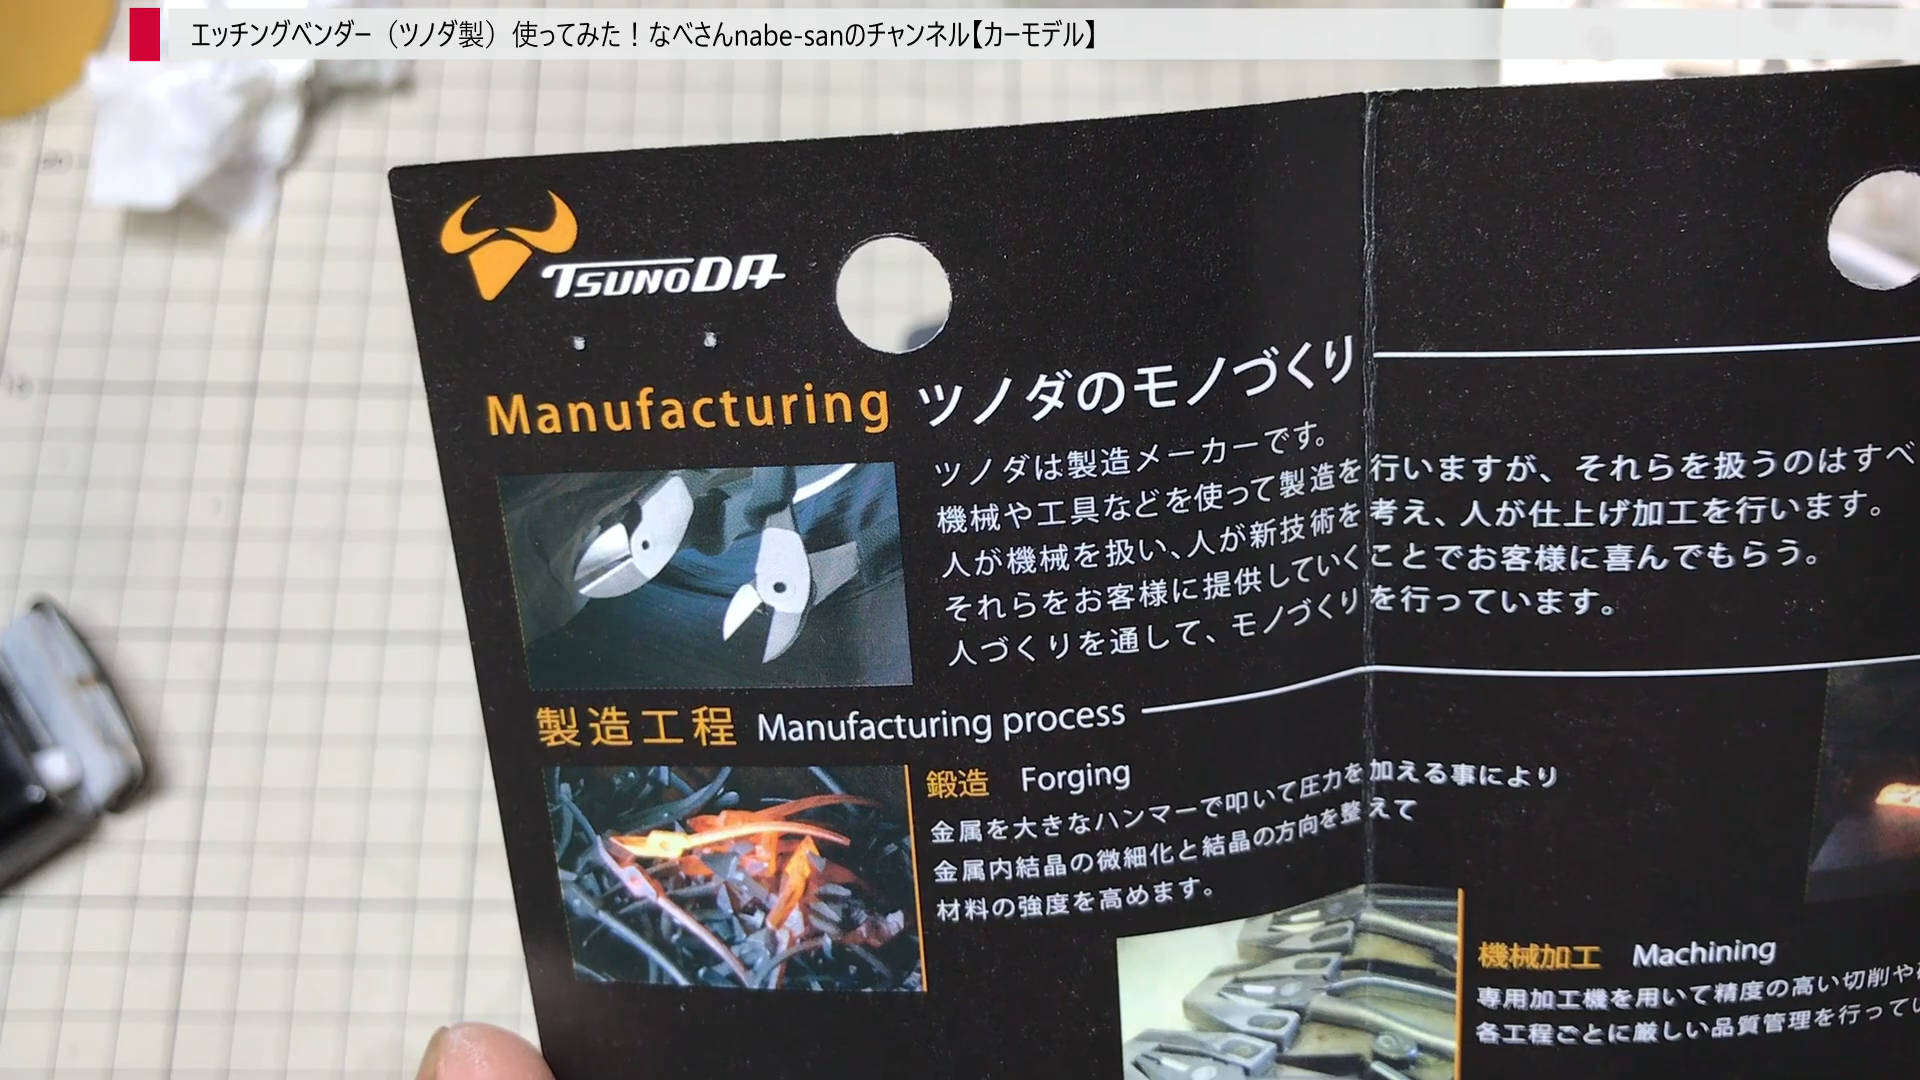 エッチングベンダー（ツノダ製）使ってみた！なべさんnabe-sanのチャンネル【カーモデル】
TSUNODA
Manufacturing ツノダのモノづくり
ツノダは製造メーカーです。
機械や工具などを使って製造を行いますが、それらを扱うのはすべ
人が機械を扱い、人が新技術を考え、人が仕上げ加工を行います。
それらをお客様に提供していくことでお客様に喜んでもらう。
人づくりを通して、モノづくりを行っています。
製造工程 Manufacturing process
鍛造 Forging
金属を大きなハンマーで叩いて圧力を加える事により
金属内結晶の微細化と結晶の方向を整えて
材料の強度を高めます。
機械加工 Machining
専用加工機を用いて精度の高い切削や
各工程ごとに厳しい品質管理を行ってい